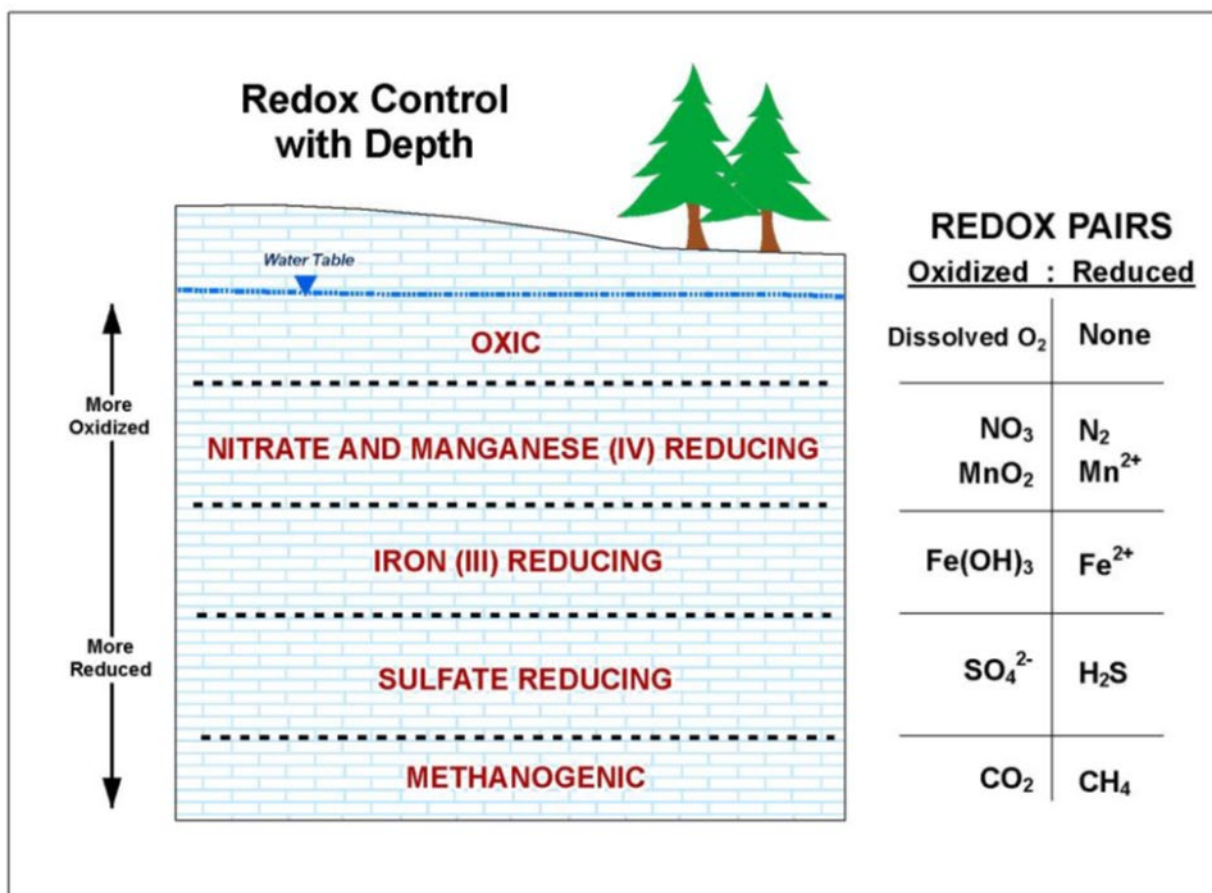 Redox Control
with Depth
Water Table
OXIC
NITRATE AND MANGANESE (IV) REDUCING
IRON (III) REDUCING
SULFATE REDUCING
METHANOGENIC
More
Oxidized
More
Reduced
REDOX PAIRS
Oxidized : Reduced
Dissolved O₂ None
NO₃ N₂
MnO₂ Mn²⁺
Fe(OH)₃ Fe²⁺
SO₄²⁻ H₂S
CO₂ CH₄